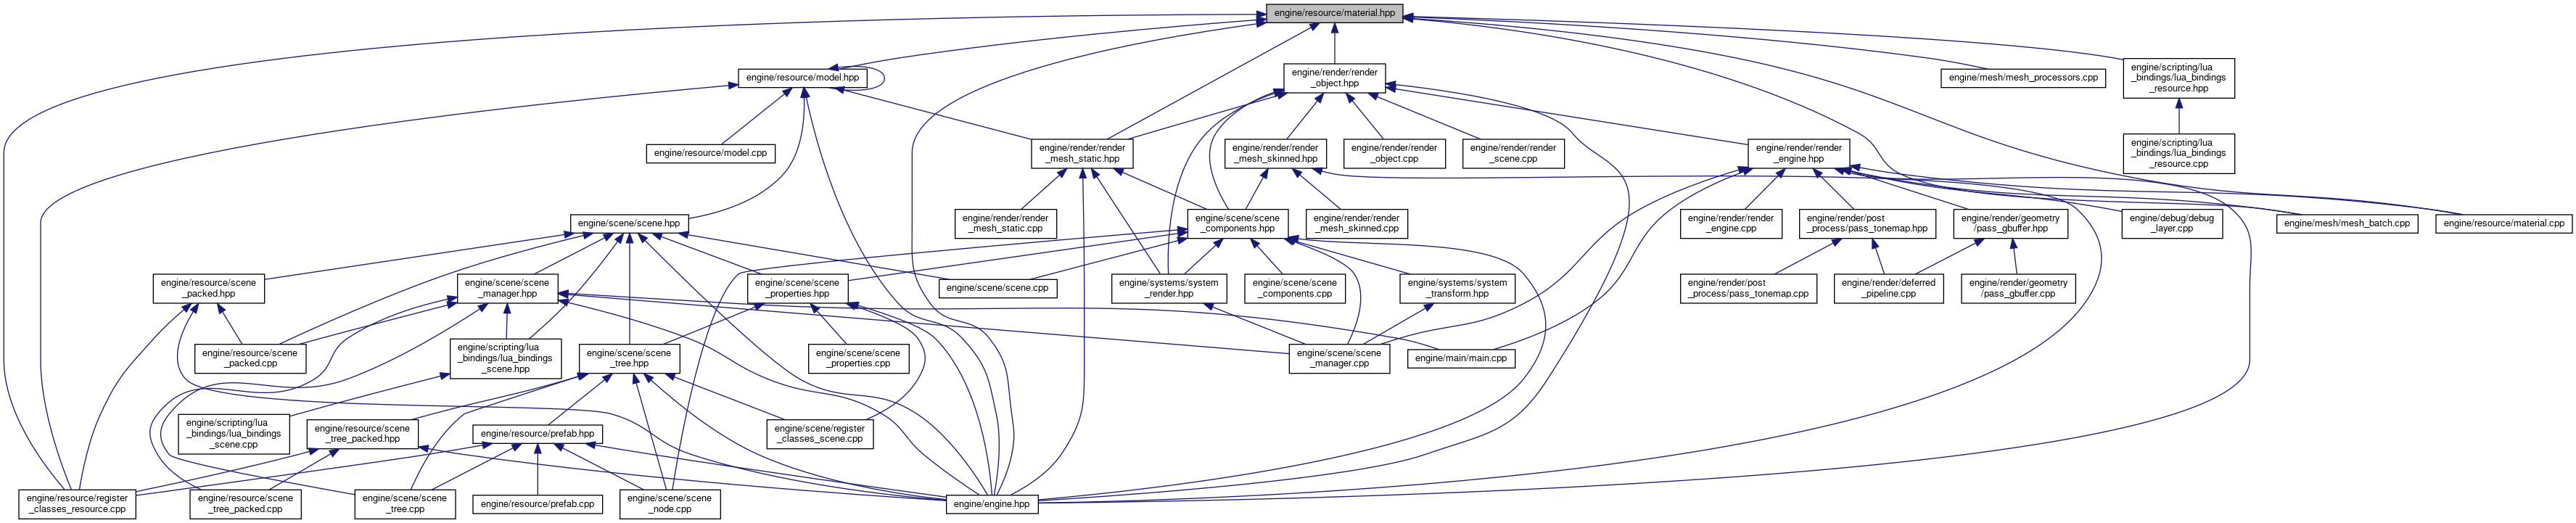 engine/resource/material.hpp
engine/resource/model.hpp
engine/render/render
_object.hpp
engine/mesh/mesh_processors.cpp
engine/scripting/lua
_bindings/lua_bindings
_resource.hpp
engine/resource/model.cpp
engine/render/render
_mesh_static.hpp
engine/render/render
_mesh_skinned.hpp
engine/render/render
_object.cpp
engine/render/render
_scene.cpp
engine/render/render
_engine.hpp
engine/scripting/lua
_bindings/lua_bindings
_resource.cpp
engine/scene/scene.hpp
engine/render/render
_mesh_static.cpp
engine/scene/scene
_components.hpp
engine/render/render
_mesh_skinned.cpp
engine/render/render
_engine.cpp
engine/render/post
_process/pass_tonemap.hpp
engine/render/geometry
/pass_gbuffer.hpp
engine/debug/debug
_layer.cpp
engine/mesh/mesh_batch.cpp
engine/resource/material.cpp
engine/resource/scene
_packed.hpp
engine/scene/scene
_manager.hpp
engine/scene/scene
_properties.hpp
engine/scene/scene.cpp
engine/systems/system
_render.hpp
engine/scene/scene
_components.cpp
engine/systems/system
_transform.hpp
engine/render/post
_process/pass_tonemap.cpp
engine/render/deferred
_pipeline.cpp
engine/render/geometry
/pass_gbuffer.cpp
engine/resource/scene
_packed.cpp
engine/scripting/lua
_bindings/lua_bindings
_scene.hpp
engine/scene/scene
_tree.hpp
engine/scene/scene
_properties.cpp
engine/scene/scene
_manager.cpp
engine/main/main.cpp
engine/scripting/lua
_bindings/lua_bindings
_scene.cpp
engine/resource/scene
_tree_packed.hpp
engine/resource/prefab.hpp
engine/scene/register
_classes_scene.cpp
engine/resource/register
_classes_resource.cpp
engine/resource/scene
_tree_packed.cpp
engine/scene/scene
_tree.cpp
engine/resource/prefab.cpp
engine/scene/scene
_node.cpp
engine/engine.hpp